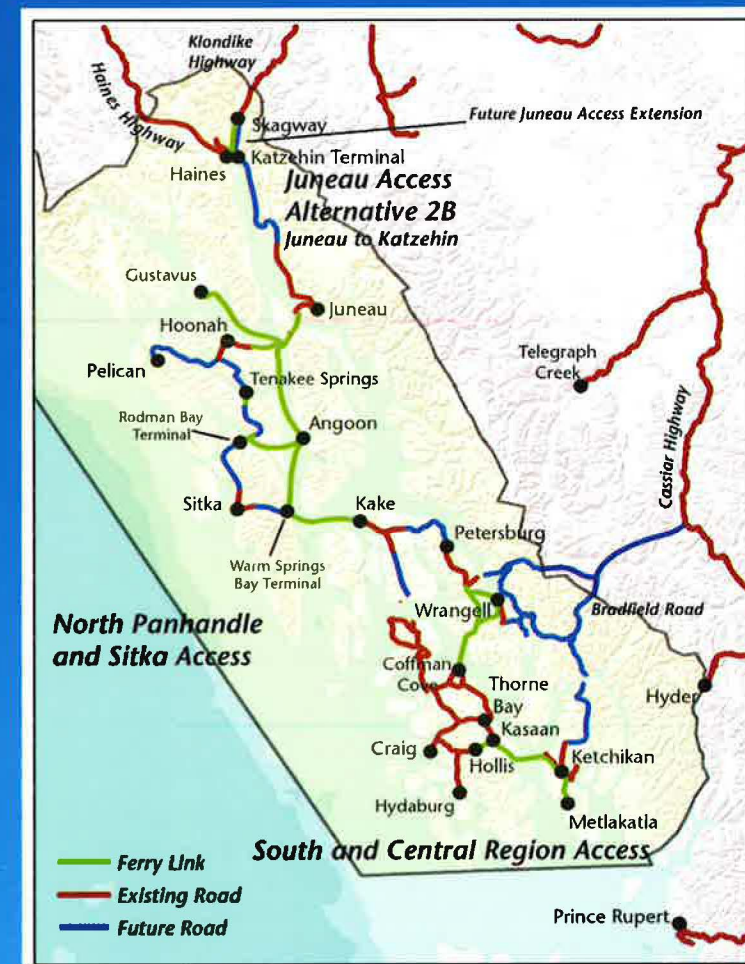 Klondike
Highway
Haines Highway
Skagway
Future Juneau Access Extension
Katzehin Terminal
Haines
Juneau Access
Alternative 2B
Juneau to Katzehin
Gustavus
Juneau
Hoonah
Pelican
Tenakee Springs
Telegraph
Creek
Cassiar Highway
Rodman Bay
Terminal
Angoon
Sitka
Kake
Petersburg
Warm Springs
Bay Terminal
Wrangell
Bradfield Road
North Panhandle
and Sitka Access
Coffman
Cove
Thorne
Bay
Hyder
Kasaan
Craig
Hollis
Ketchikan
Hydaburg
Metlakatla
South and Central Region Access
Ferry Link
Existing Road
Future Road
Prince Rupert